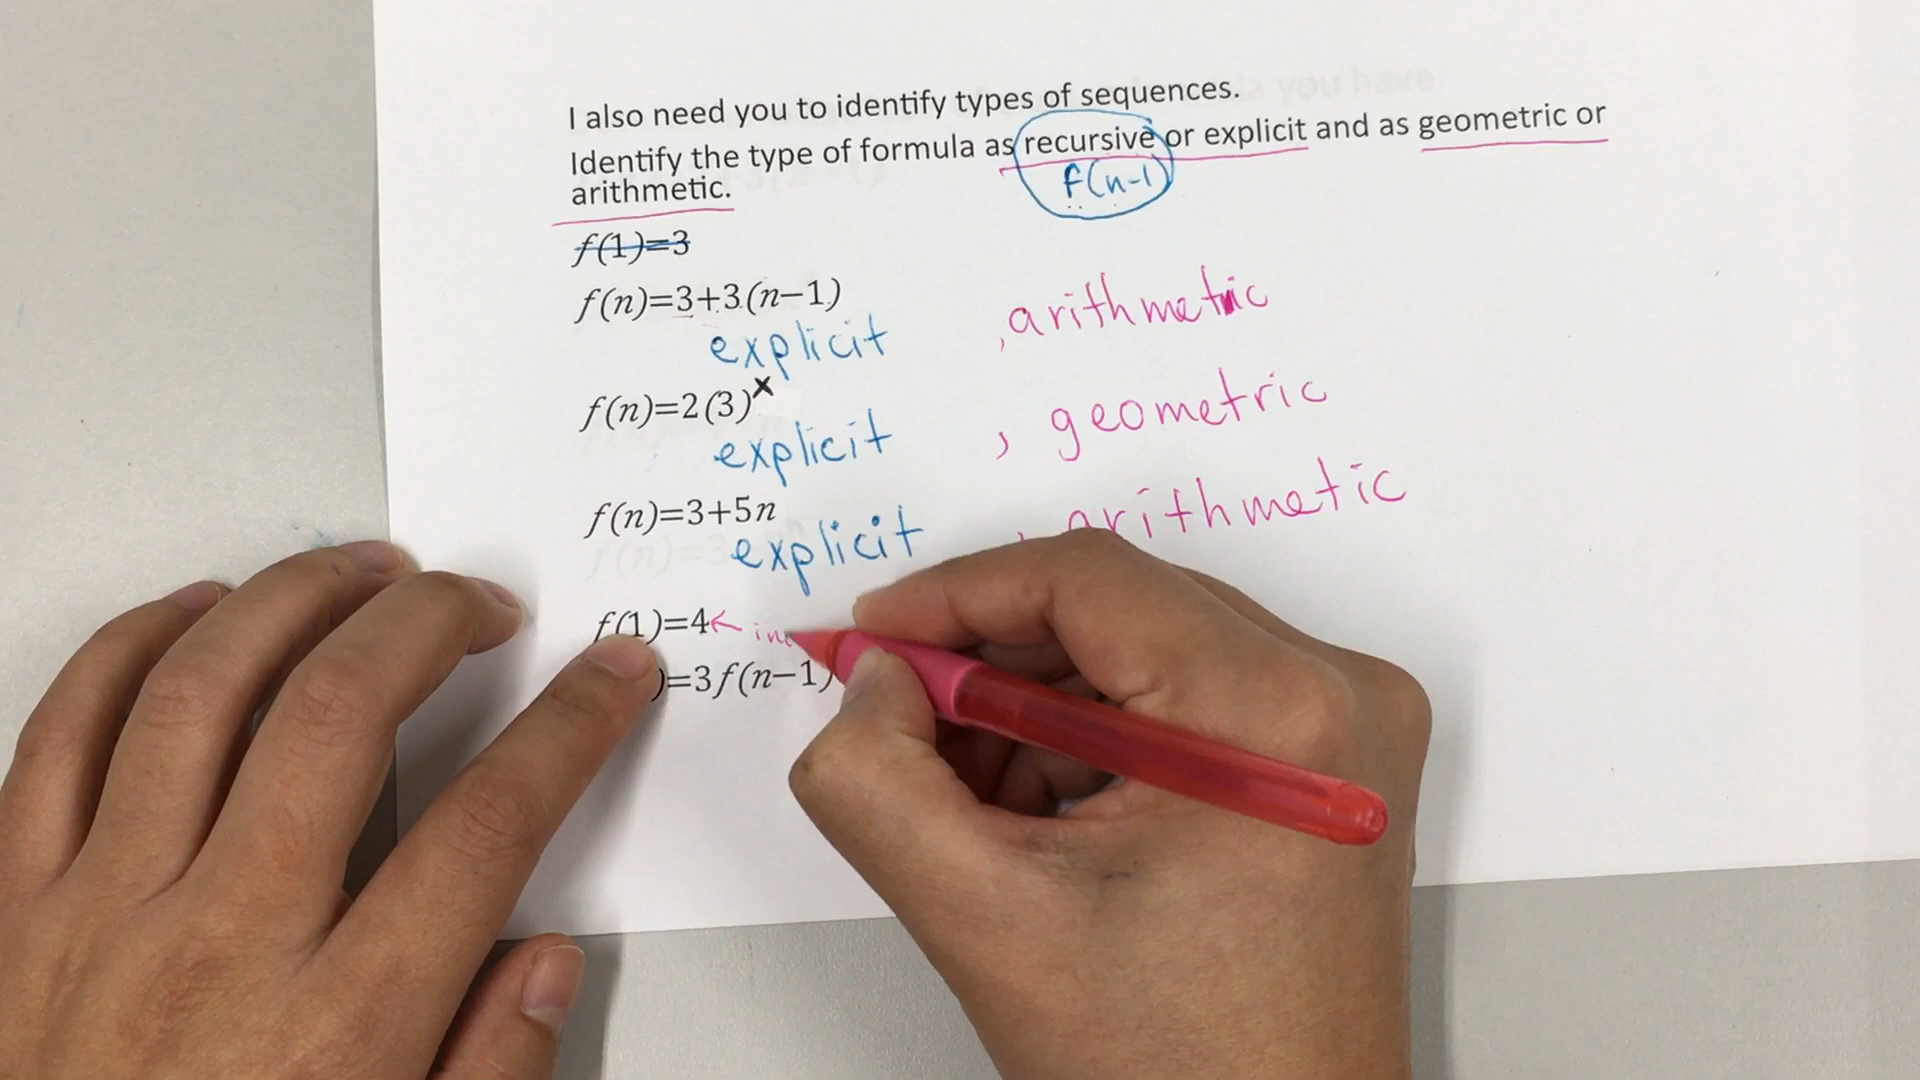 I also need you to identify types of sequences.
Identify the type of formula as recursive or explicit and as geometric or
arithmetic.
f(n-1)
f(1)=3
f(n)=3+3(n-1)
explicit , arithmetic
f(n)=2(3)^x
explicit , geometric
f(n)=3+5n
explicit , arithmetic
f(1)=4←
)=3f(n-1)